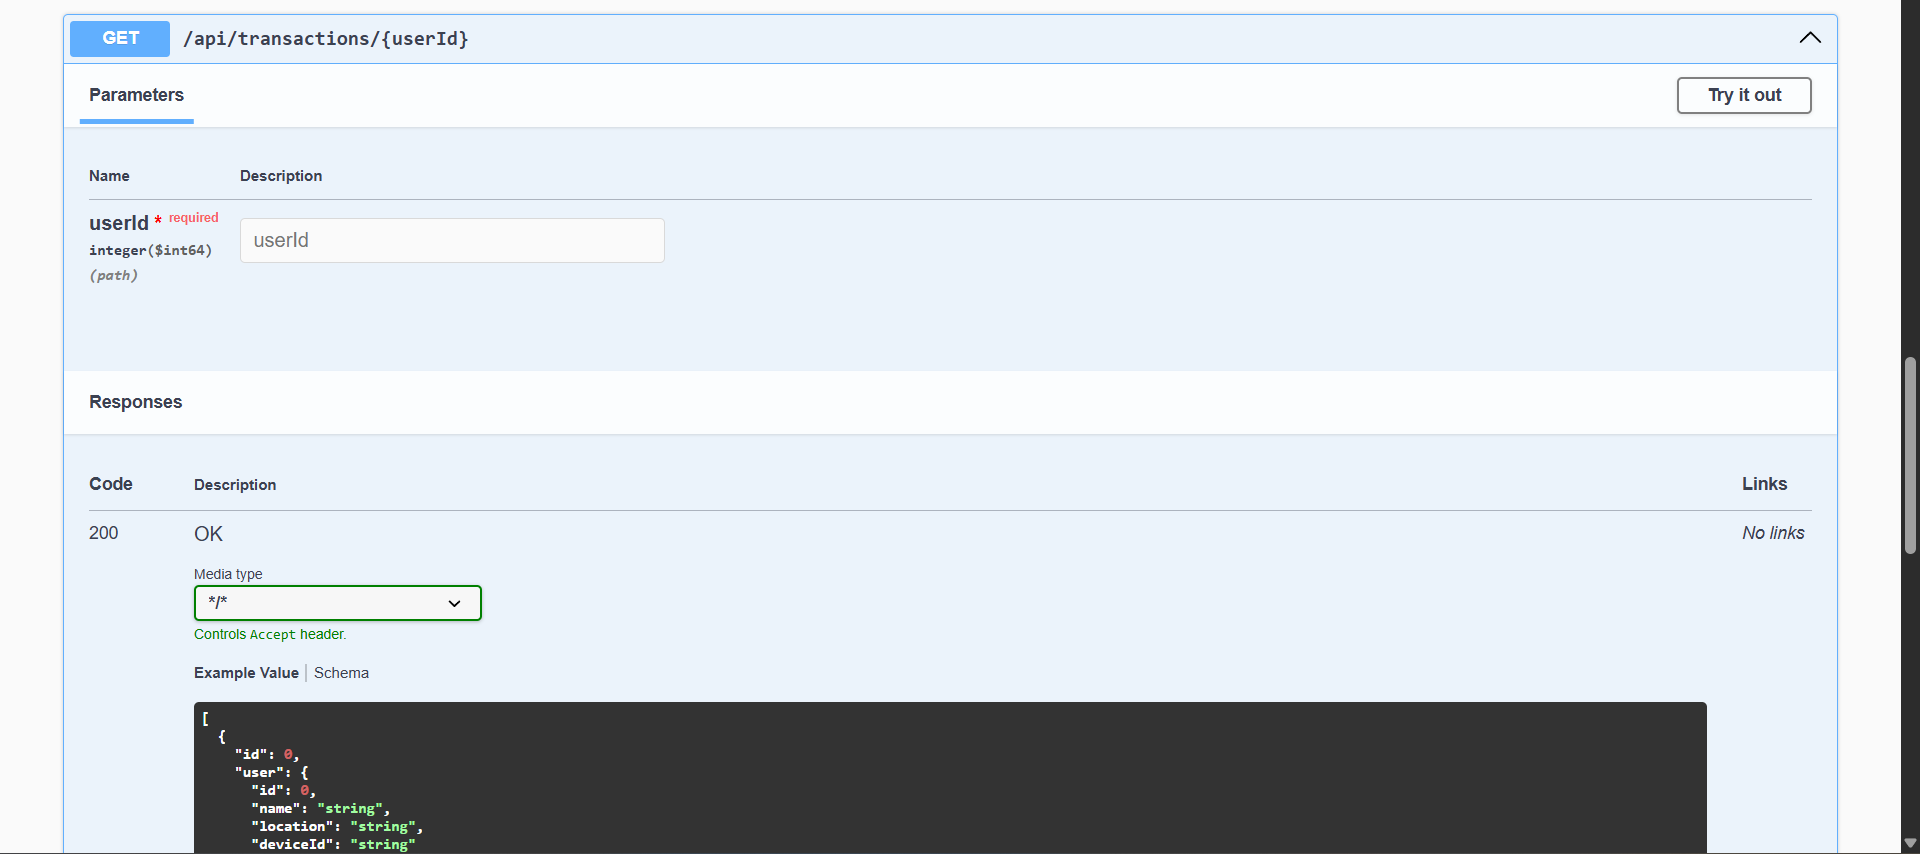 GET /api/transactions/{userId}
Parameters
Try it out
Name Description
userId * required
integer($int64)
(path)
userId
Responses
Code Description Links
200 OK No links
Media type
*/*
Controls Accept header.
Example Value Schema
[
{
"id": 0,
"user": {
"id": 0,
"name": "string",
"location": "string",
"deviceId": "string"